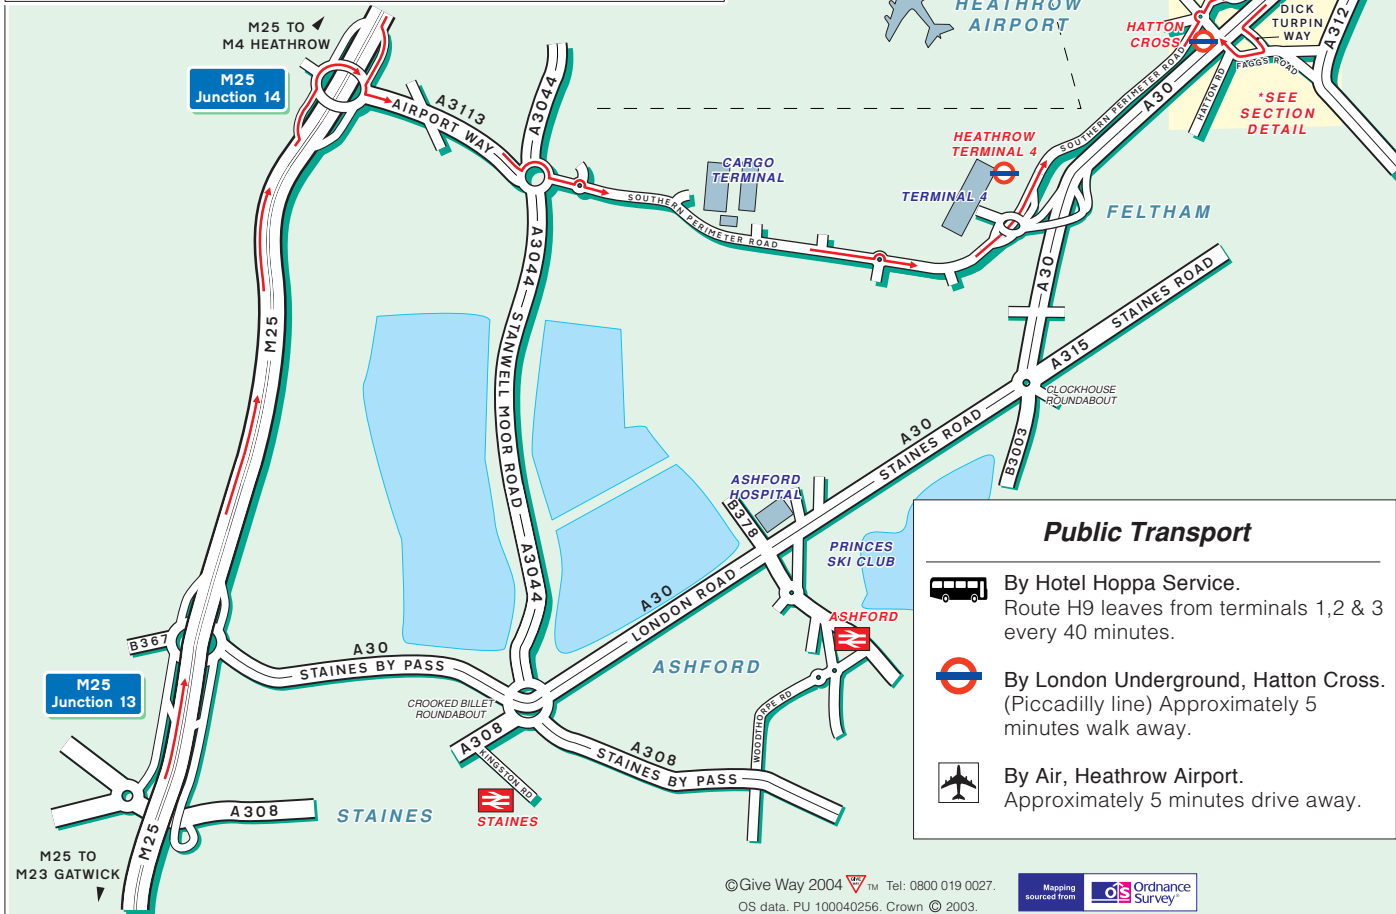 M25 TO
M4 HEATHROW
M25
Junction 14
A3113
AIRPORT WAY
A3044
HEATHROW
AIRPORT
HATTON
CROSS
DICK
TURPIN
WAY
A312
FAGGS ROAD
HATTON RD
*SEE
SECTION
DETAIL
SOUTHERN PERIMETER ROAD
A30
HEATHROW
TERMINAL 4
TERMINAL 4
CARGO
TERMINAL
SOUTHERN PERIMETER ROAD
FELTHAM
A3044
STANWELL MOOR ROAD
A3044
M25
A30
STAINES ROAD
A315
CLOCKHOUSE
ROUNDABOUT
B3003
A30
STAINES ROAD
ASHFORD
HOSPITAL
B378
PRINCES
SKI CLUB
A30
LONDON ROAD
ASHFORD
ASHFORD
B367
A30
STAINES BY PASS
M25
Junction 13
CROOKED BILLET
ROUNDABOUT
A308
KINGSTON RD
A308
STAINES BY PASS
WOODTHORPE RD
STAINES
A308
STAINES
M25
M25 TO
M23 GATWICK
Public Transport
By Hotel Hoppa Service.
Route H9 leaves from terminals 1,2 & 3
every 40 minutes.
By London Underground, Hatton Cross.
(Piccadilly line) Approximately 5
minutes walk away.
By Air, Heathrow Airport.
Approximately 5 minutes drive away.
©Give Way 2004 GIVE WAY TM Tel: 0800 019 0027.
OS data. PU 100040256. Crown © 2003.
Mapping
sourced from
OS Ordnance
Survey®